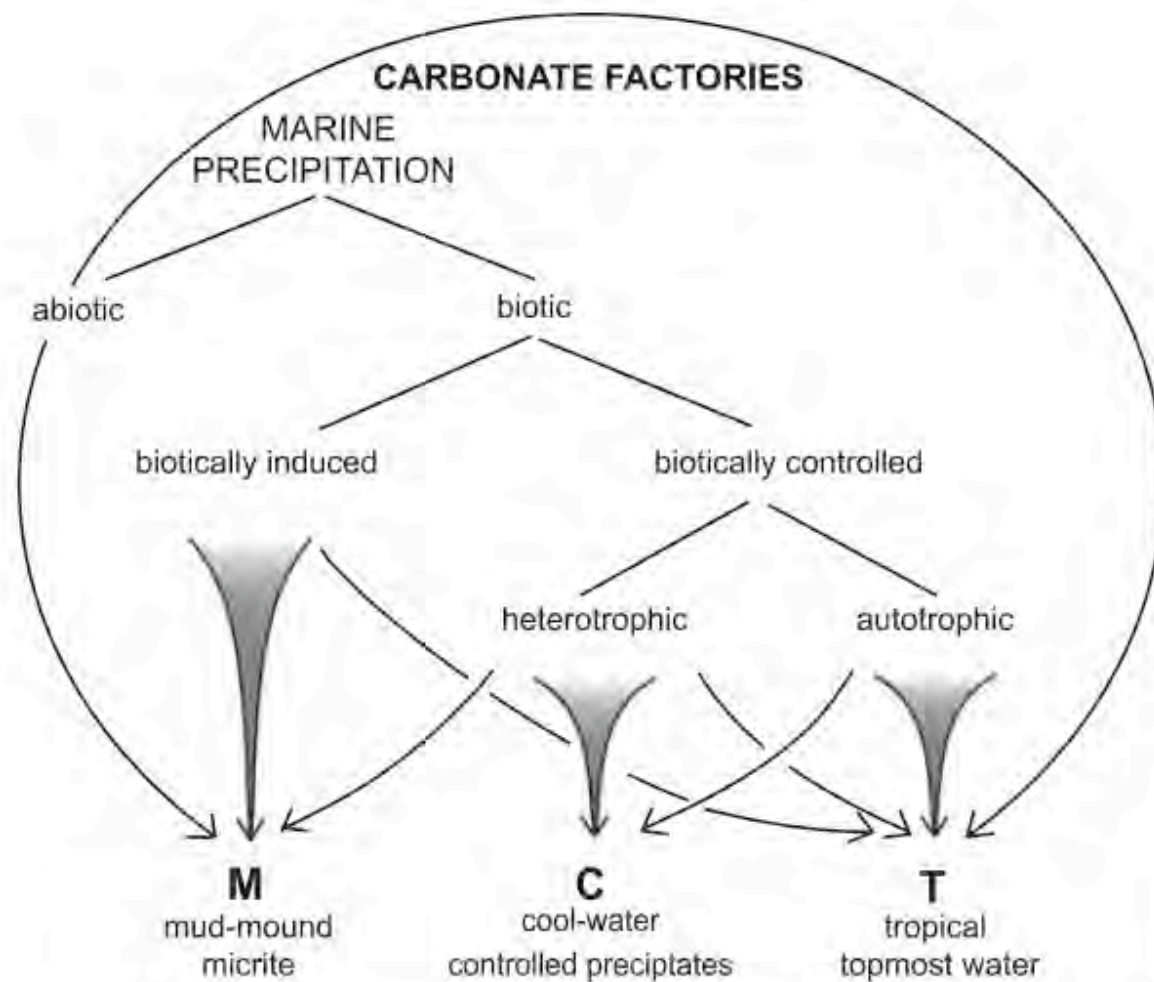 CARBONATE FACTORIES
MARINE
PRECIPITATION
abiotic
biotic
biotically induced
biotically controlled
heterotrophic
autotrophic
M
mud-mound
micrite
C
cool-water
controlled preciptates
T
tropical
topmost water